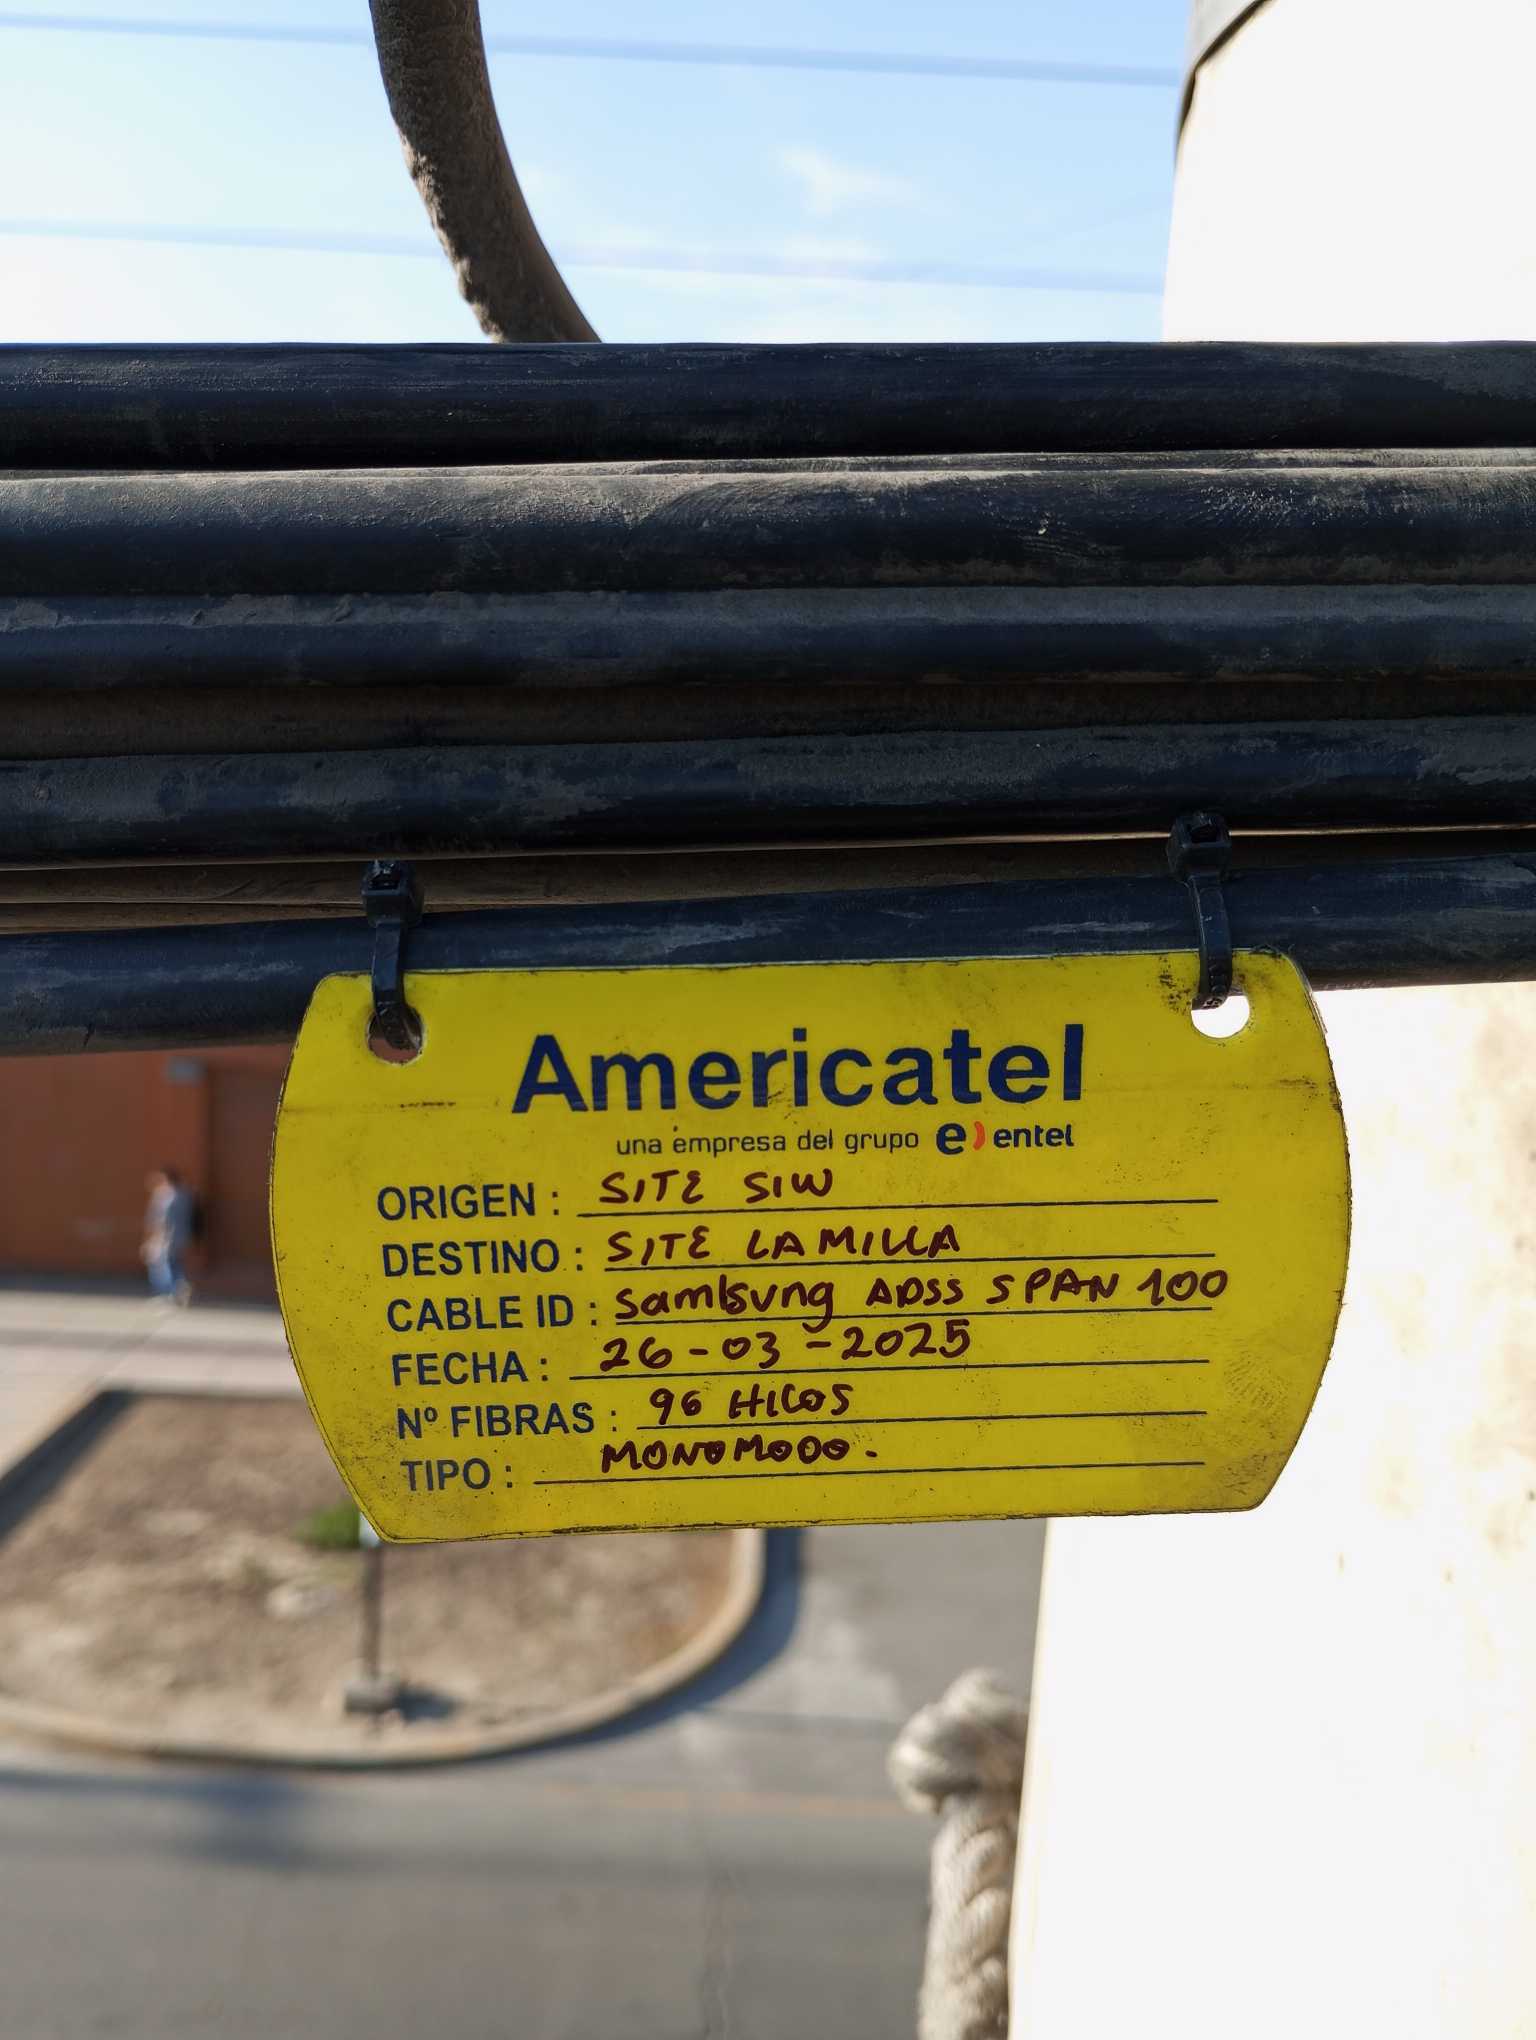 Americatel
una empresa del grupo e) entel
ORIGEN : SITE SIW
DESTINO : SITE LA MILLA
CABLE ID : Samsung ADSS SPAN 100
FECHA : 26-03-2025
Nº FIBRAS : 96 HILOS
TIPO : MONOMODO.